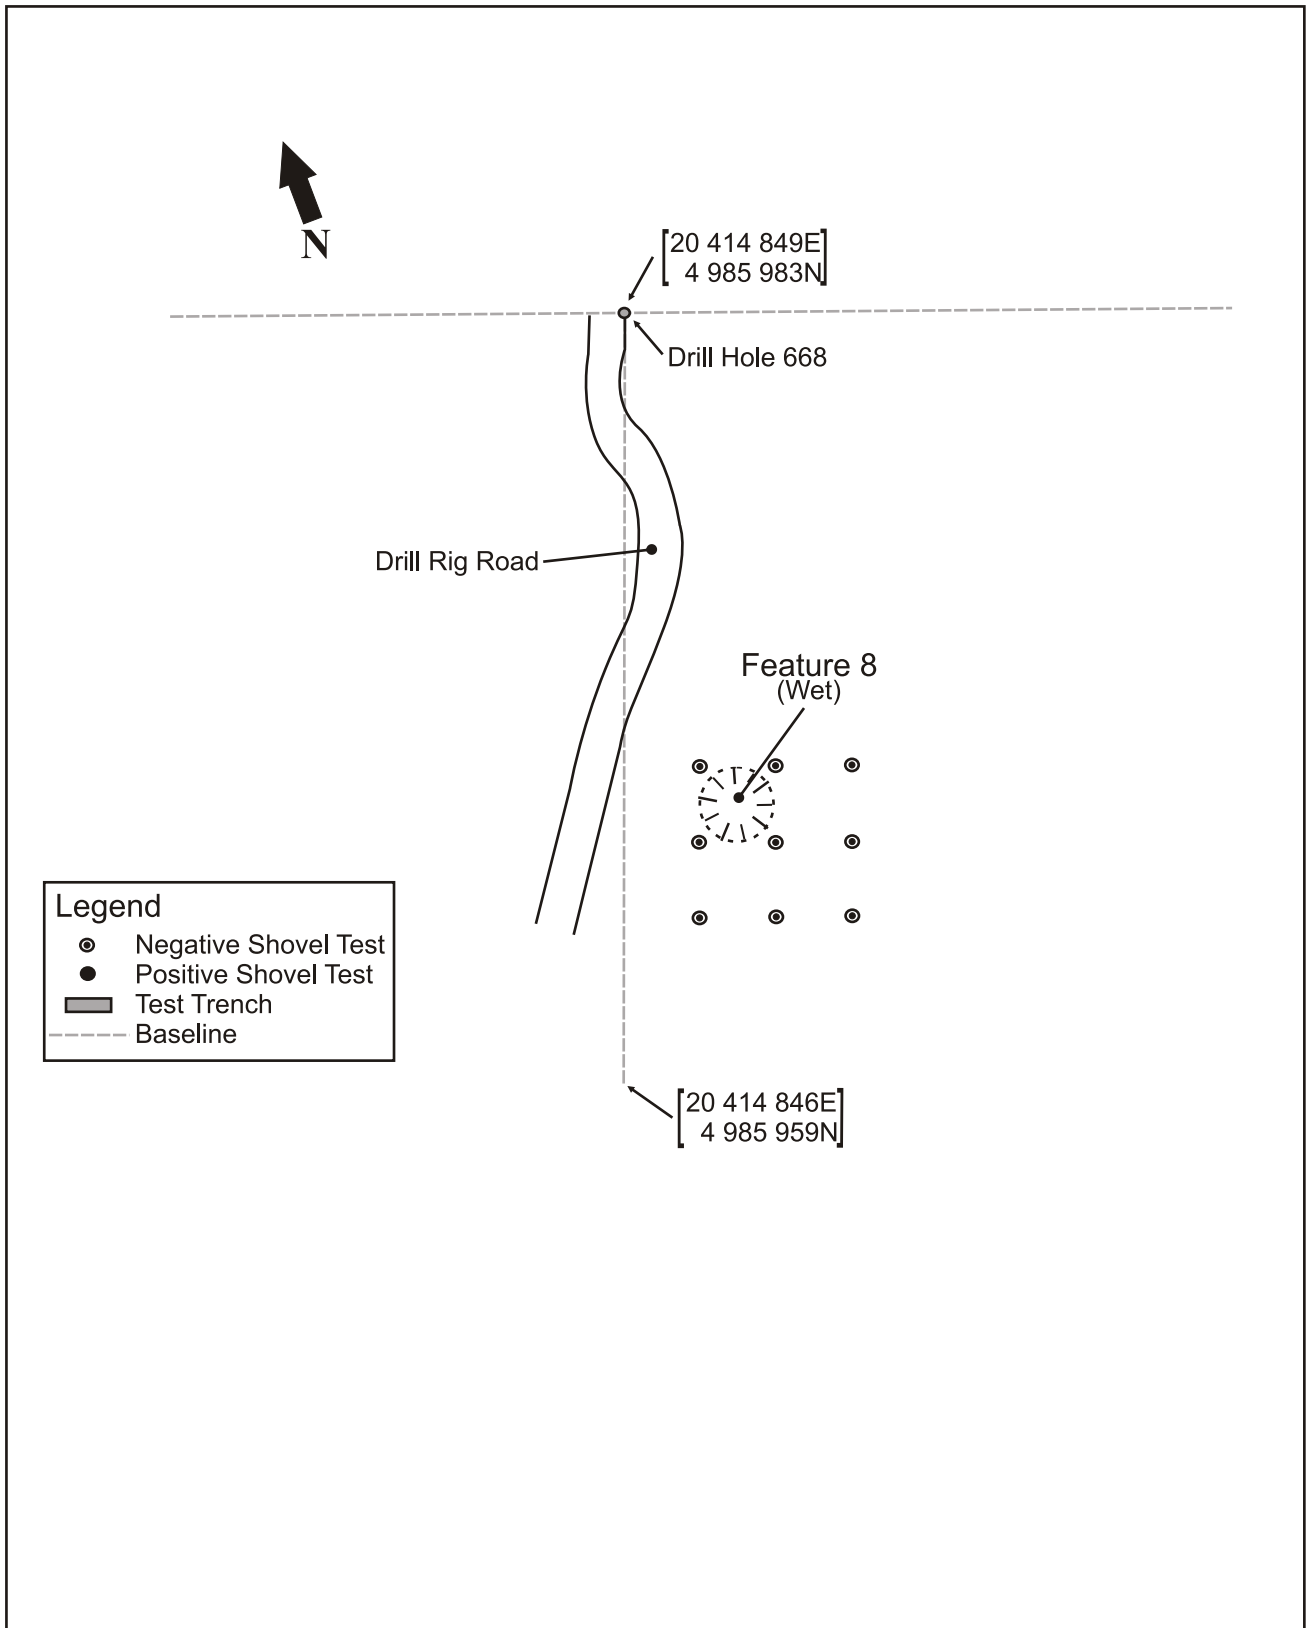 N
[20 414 849E
4 985 983N]
Drill Hole 668
Drill Rig Road
Feature 8
(Wet)
Legend
Negative Shovel Test
Positive Shovel Test
Test Trench
Baseline
[20 414 846E
4 985 959N]